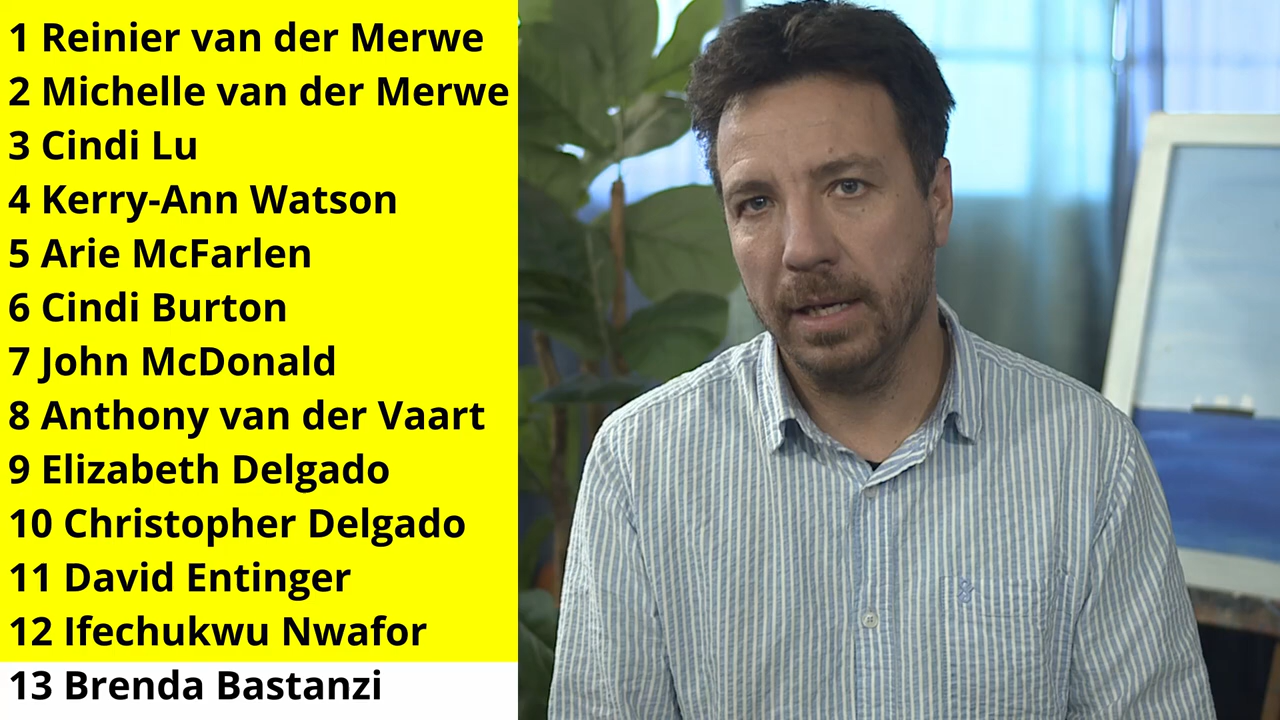 1 Reinier van der Merwe
2 Michelle van der Merwe
3 Cindi Lu
4 Kerry-Ann Watson
5 Arie McFarlen
6 Cindi Burton
7 John McDonald
8 Anthony van der Vaart
9 Elizabeth Delgado
10 Christopher Delgado
11 David Entinger
12 Ifechukwu Nwafor
13 Brenda Bastanzi